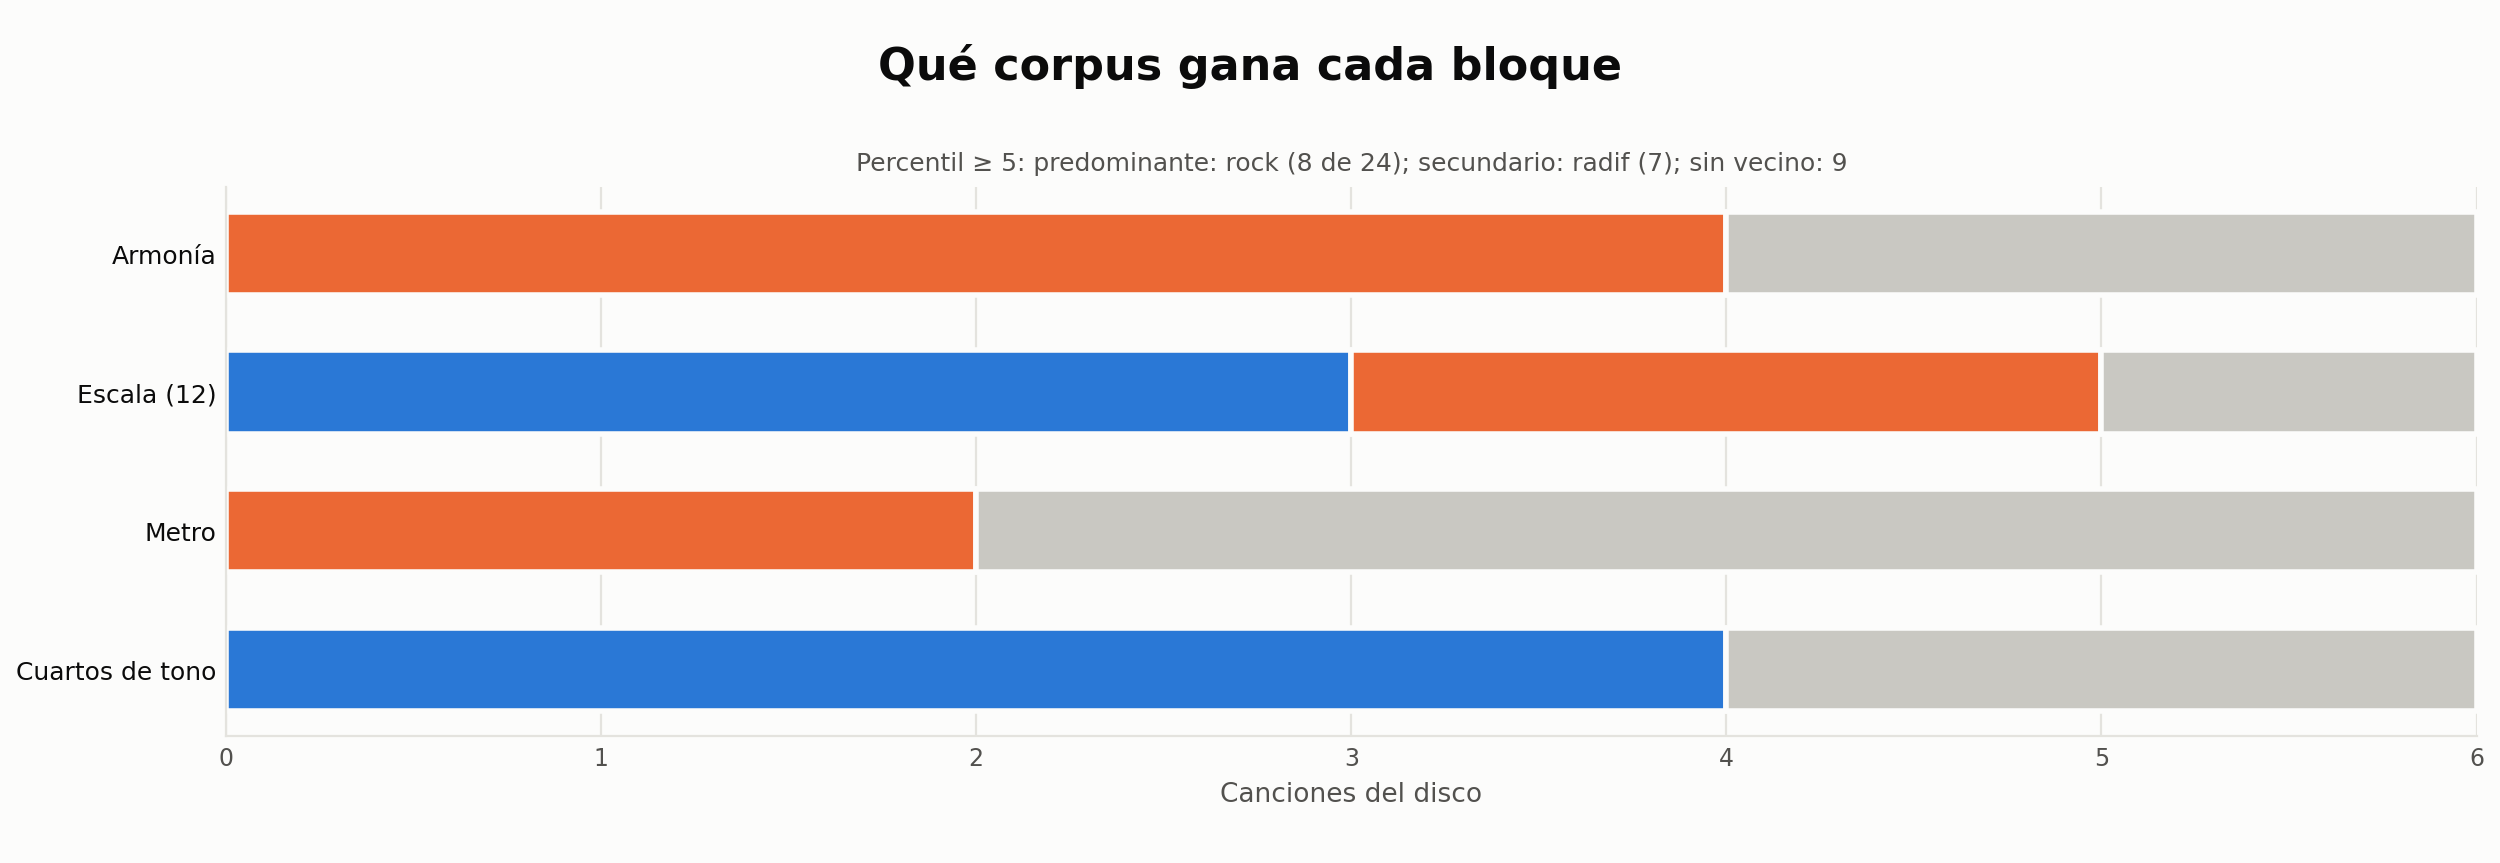 Qué corpus gana cada bloque
Percentil ≥ 5: predominante: rock (8 de 24); secundario: radif (7); sin vecino: 9
Armonía
Escala (12)
Metro
Cuartos de tono
0 1 2 3 4 5 6
Canciones del disco